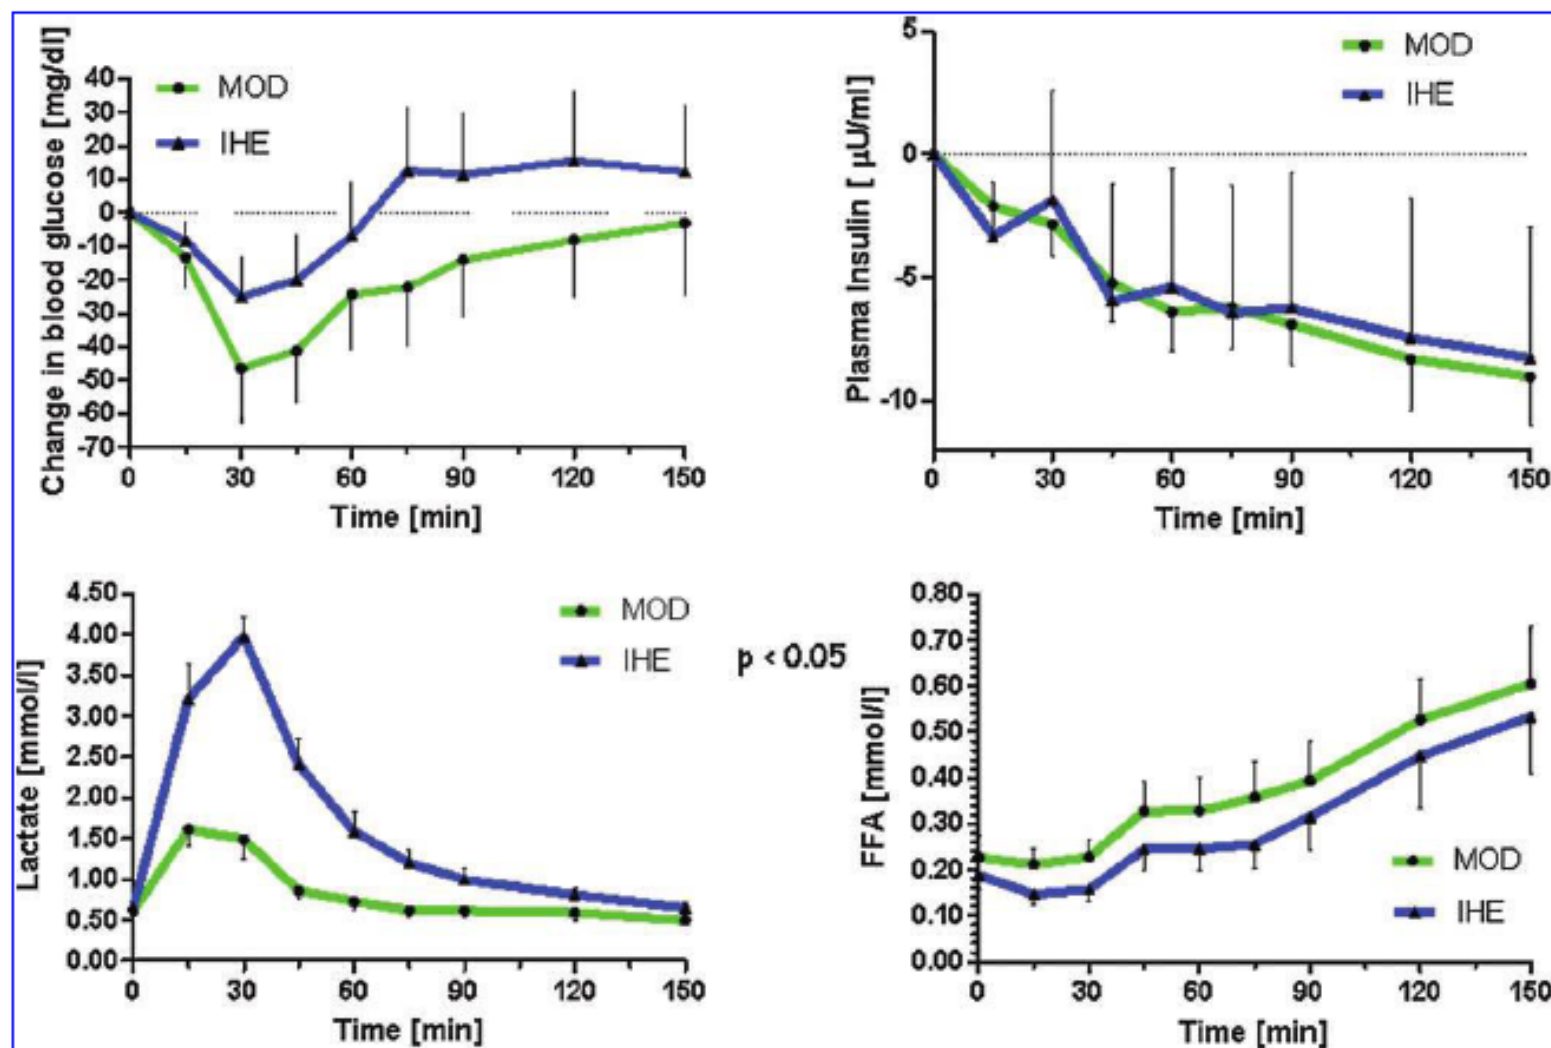 Change in blood glucose [mg/dl]
40
30
20
10
0
-10
-20
-30
-40
-50
-60
-70
MOD
IHE
0 30 60 90 120 150
Time [min]
Plasma Insulin [ µU/ml]
5
0
-5
-10
MOD
IHE
0 30 60 90 120 150
Time [min]
Lactate [mmol/l]
4.50
4.00
3.50
3.00
2.50
2.00
1.50
1.00
0.50
0.00
MOD
IHE
0 30 60 90 120 150
Time [min]
p < 0.05
FFA [mmol/l]
0.80
0.70
0.60
0.50
0.40
0.30
0.20
0.10
0.00
MOD
IHE
0 30 60 90 120 150
Time [min]